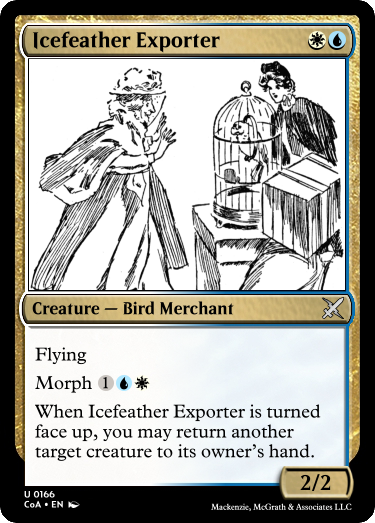 Icefeather Exporter
Creature — Bird Merchant
Flying
Morph 1
When Icefeather Exporter is turned
face up, you may return another
target creature to its owner's hand.
2/2
U 0166
CoA • EN
Mackenzie, McGrath & Associates LLC